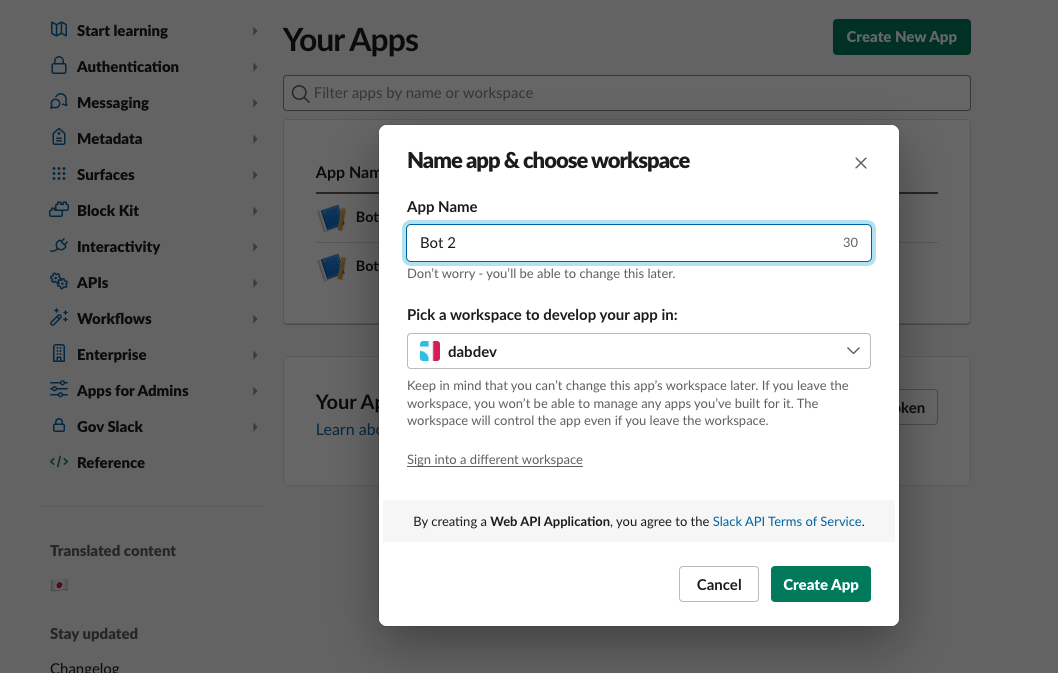 Start learning
Authentication
Messaging
Metadata
Surfaces
Block Kit
Interactivity
APIs
Workflows
Enterprise
Apps for Admins
Gov Slack
Reference
Translated content
Stay updated
Changelog
Your Apps
Create New App
Filter apps by name or workspace
App Nam
Bot
Bot
Your Ap
Learn abo
oken
Name app & choose workspace
App Name
Bot 2 30
Don't worry - you'll be able to change this later.
Pick a workspace to develop your app in:
dabdev
Keep in mind that you can't change this app's workspace later. If you leave the
workspace, you won't be able to manage any apps you've built for it. The
workspace will control the app even if you leave the workspace.
Sign into a different workspace
By creating a Web API Application, you agree to the Slack API Terms of Service.
Cancel Create App